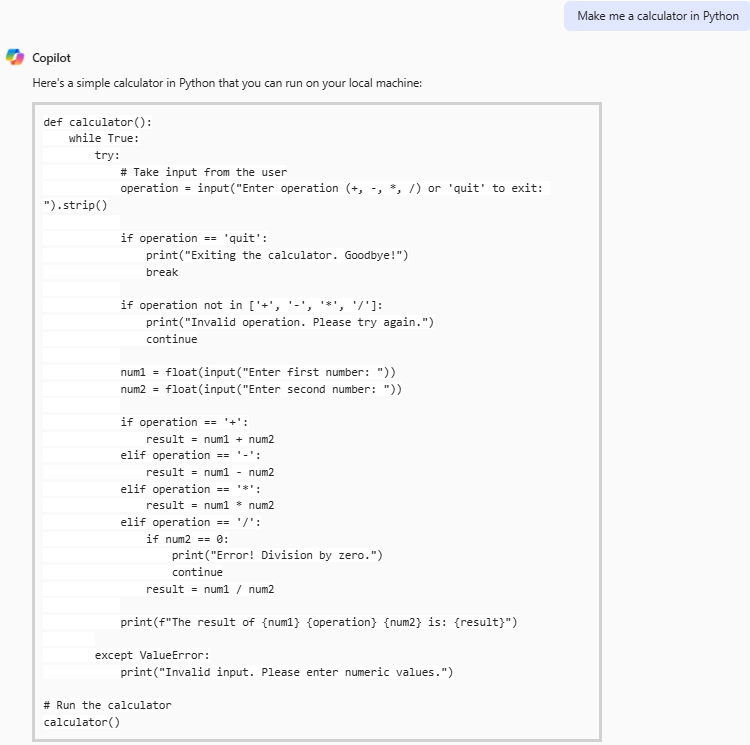 Make me a calculator in Python
Copilot
Here's a simple calculator in Python that you can run on your local machine:
def calculator():
    while True:
        try:
            # Take input from the user
            operation = input("Enter operation (+, -, *, /) or 'quit' to exit:
").strip()
            if operation == 'quit':
                print("Exiting the calculator. Goodbye!")
                break
            if operation not in ['+', '-', '*', '/']:
                print("Invalid operation. Please try again.")
                continue
            num1 = float(input("Enter first number: "))
            num2 = float(input("Enter second number: "))
            if operation == '+':
                result = num1 + num2
            elif operation == '-':
                result = num1 - num2
            elif operation == '*':
                result = num1 * num2
            elif operation == '/':
                if num2 == 0:
                    print("Error! Division by zero.")
                    continue
                result = num1 / num2
            print(f"The result of {num1} {operation} {num2} is: {result}")
        except ValueError:
            print("Invalid input. Please enter numeric values.")
# Run the calculator
calculator()